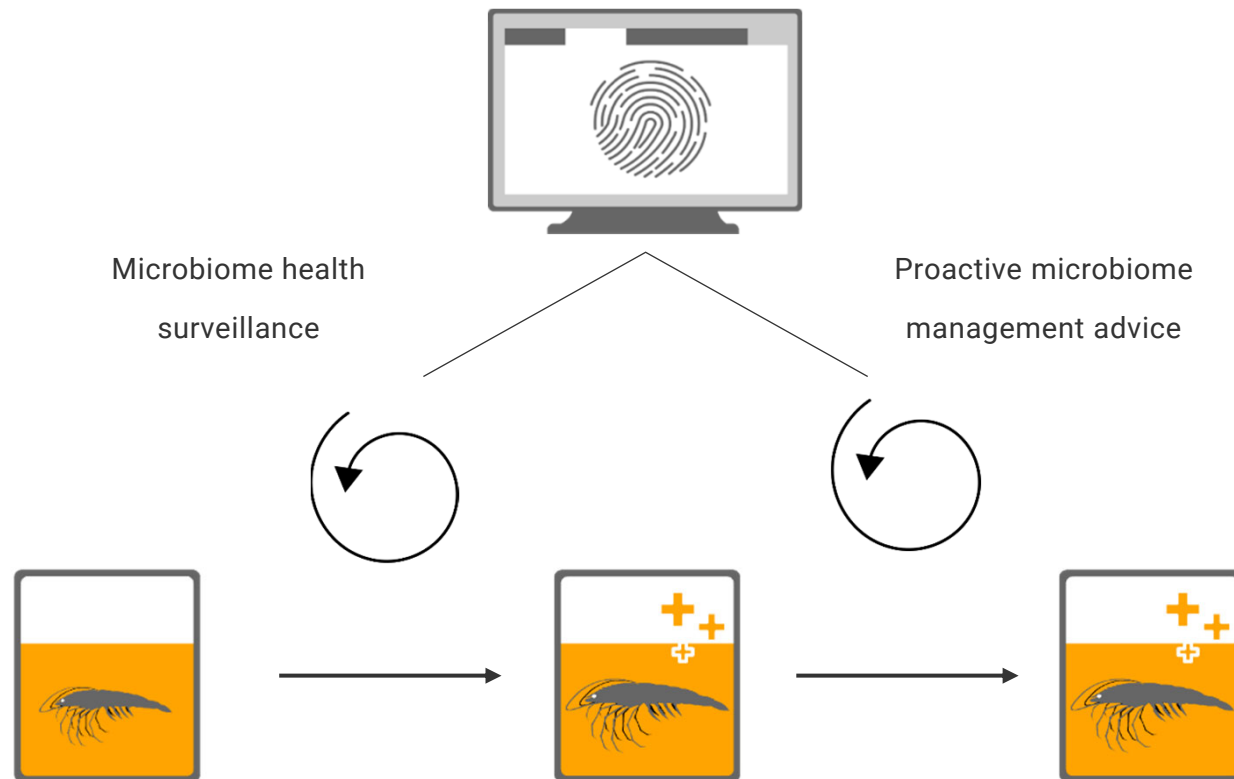 Microbiome health
surveillance
Proactive microbiome
management advice